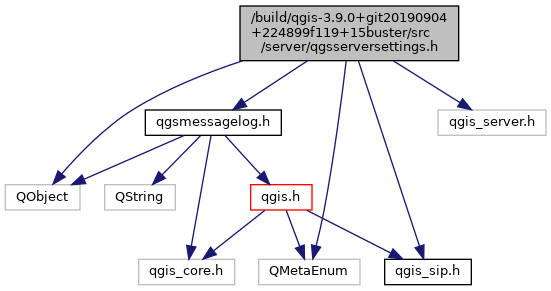 /build/qgis-3.9.0+git20190904
+224899f119+15buster/src
/server/qgsserversettings.h
qgsmessagelog.h
qgis_server.h
QObject
QString
qgis.h
qgis_core.h
QMetaEnum
qgis_sip.h